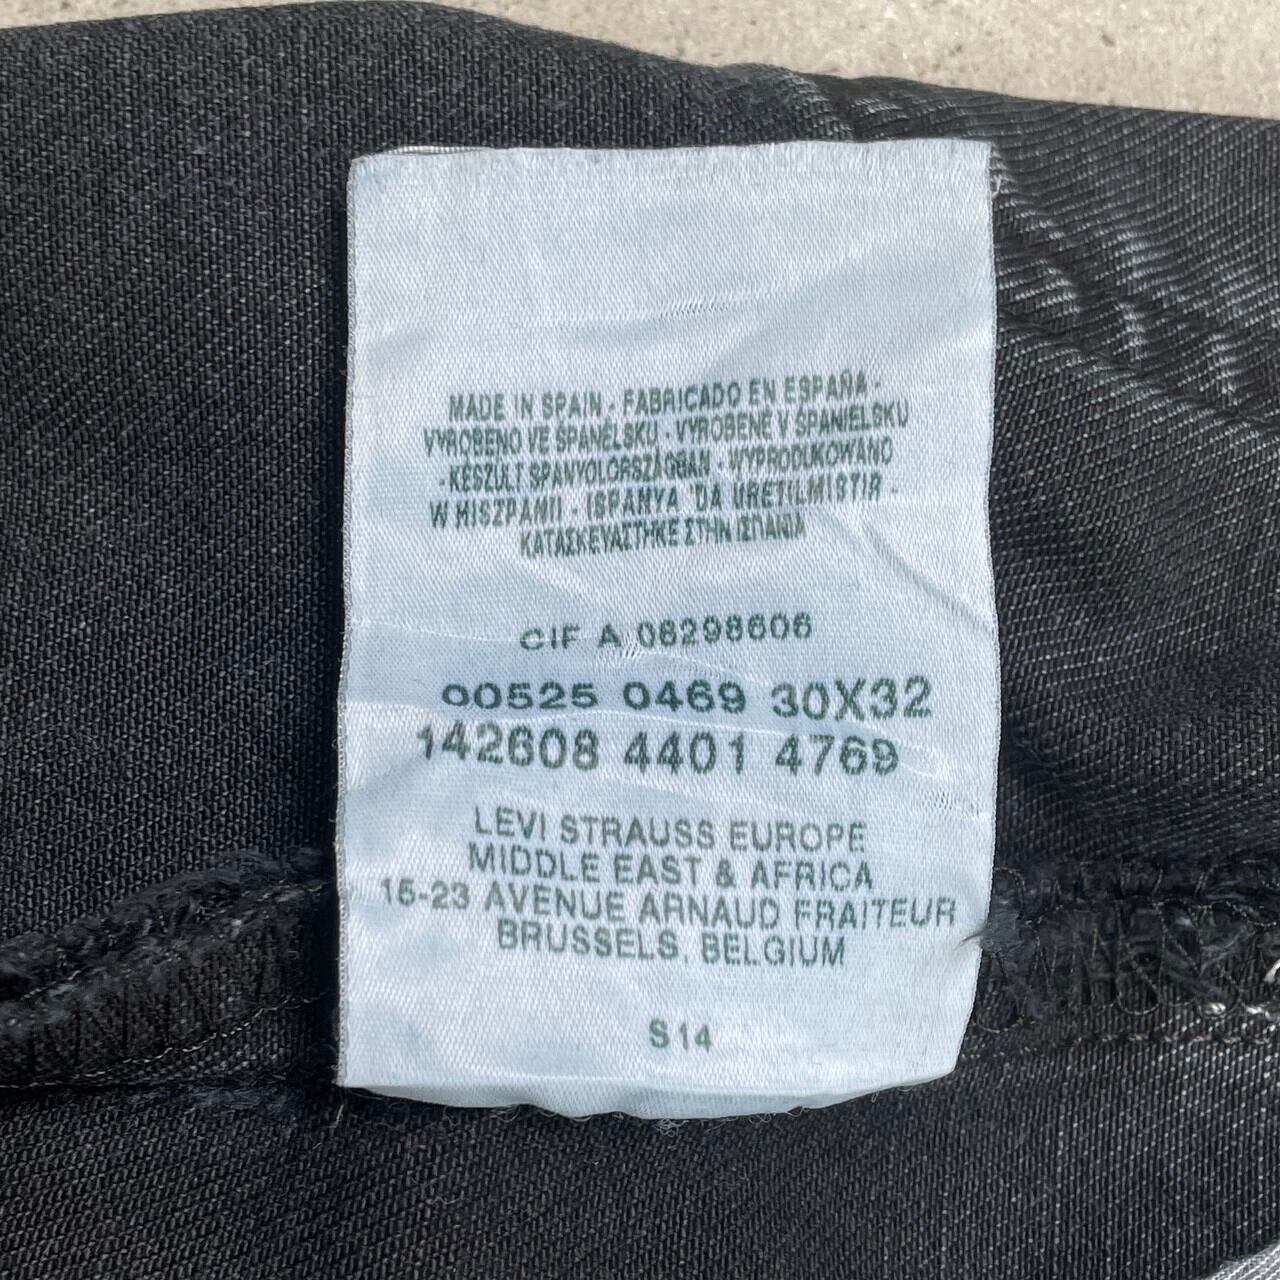 MADE IN SPAIN - FABRICADO EN ESPAÑA -
VYROBENO VE ŠPANĚLSKU - VYROBENÉ V ŠPANIELSKU
- KÉSZÜLT SPANYOLORSZÁGBAN - WYPRODUKOWANO
W HISZPANII - ISPANYA 'DA URETILMISTIR -
ΚΑΤΑΣΚΕΥΑΣΤΗΚΕ ΣΤΗΝ ΙΣΠΑΝΙΑ
CIF A 08298606
00525 0469 30X32
142608 4401 4769
LEVI STRAUSS EUROPE
MIDDLE EAST & AFRICA
15-23 AVENUE ARNAUD FRAITEUR
BRUSSELS, BELGIUM
S14